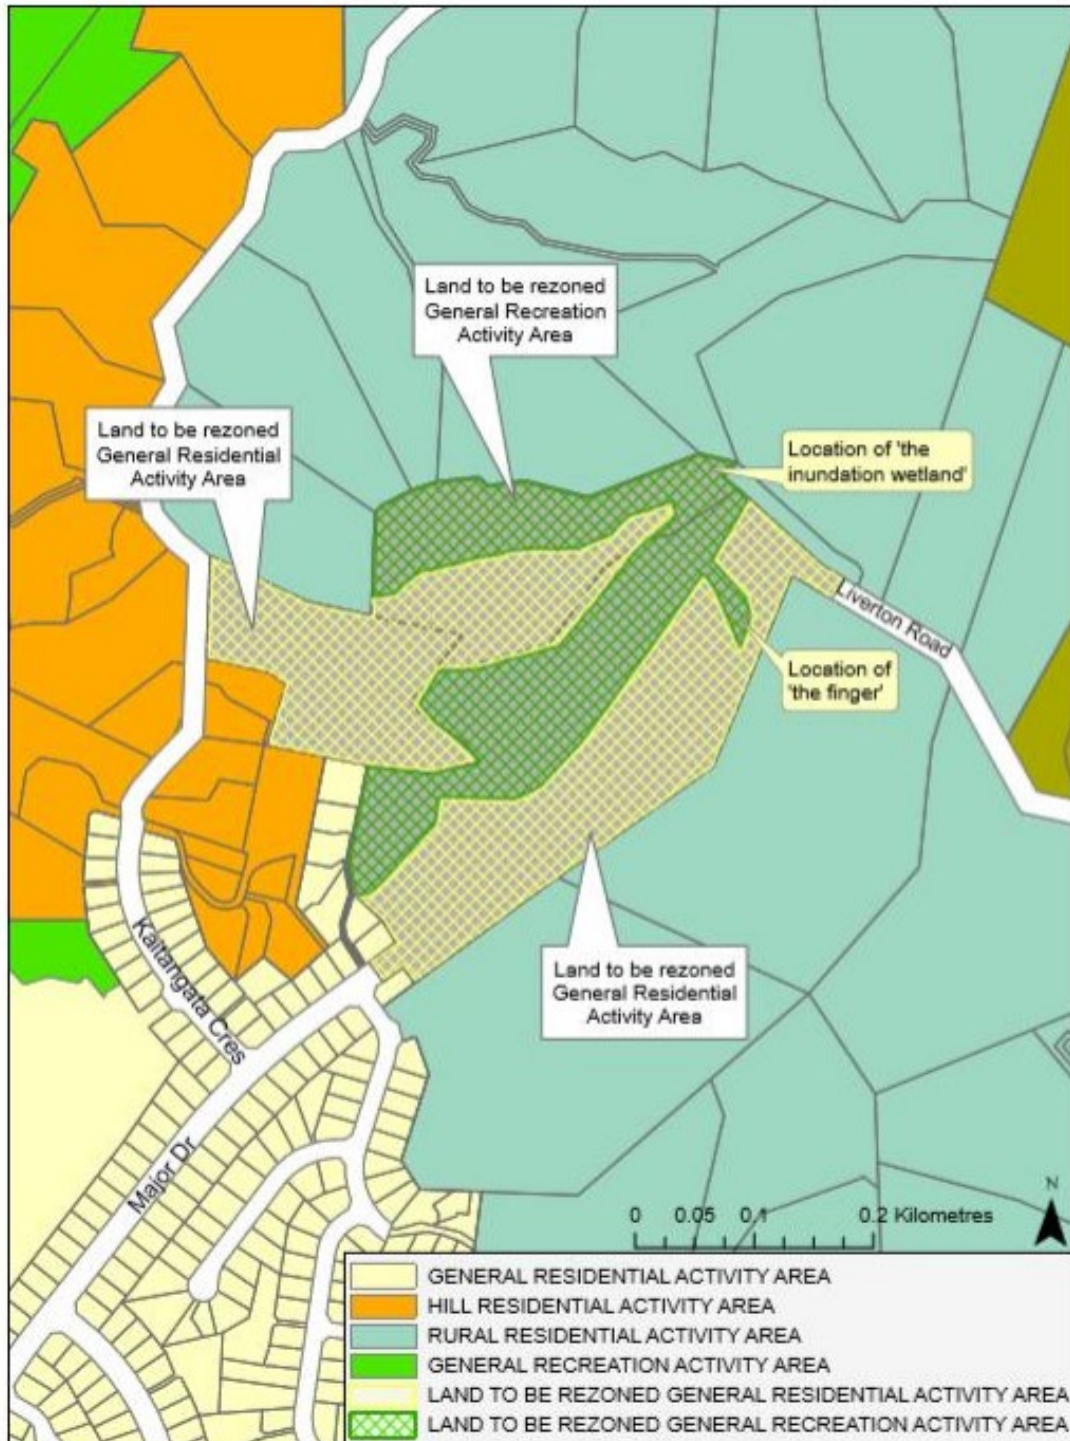 Land to be rezoned
General Recreation
Activity Area
Land to be rezoned
General Residential
Activity Area
Location of 'the
inundation wetland'
Liverton Road
Location of
'the finger'
Land to be rezoned
General Residential
Activity Area
Kaitangata Cres
Major Dr
N
0 0.05 0.1 0.2 Kilometres
GENERAL RESIDENTIAL ACTIVITY AREA
HILL RESIDENTIAL ACTIVITY AREA
RURAL RESIDENTIAL ACTIVITY AREA
GENERAL RECREATION ACTIVITY AREA
LAND TO BE REZONED GENERAL RESIDENTIAL ACTIVITY AREA
LAND TO BE REZONED GENERAL RECREATION ACTIVITY AREA